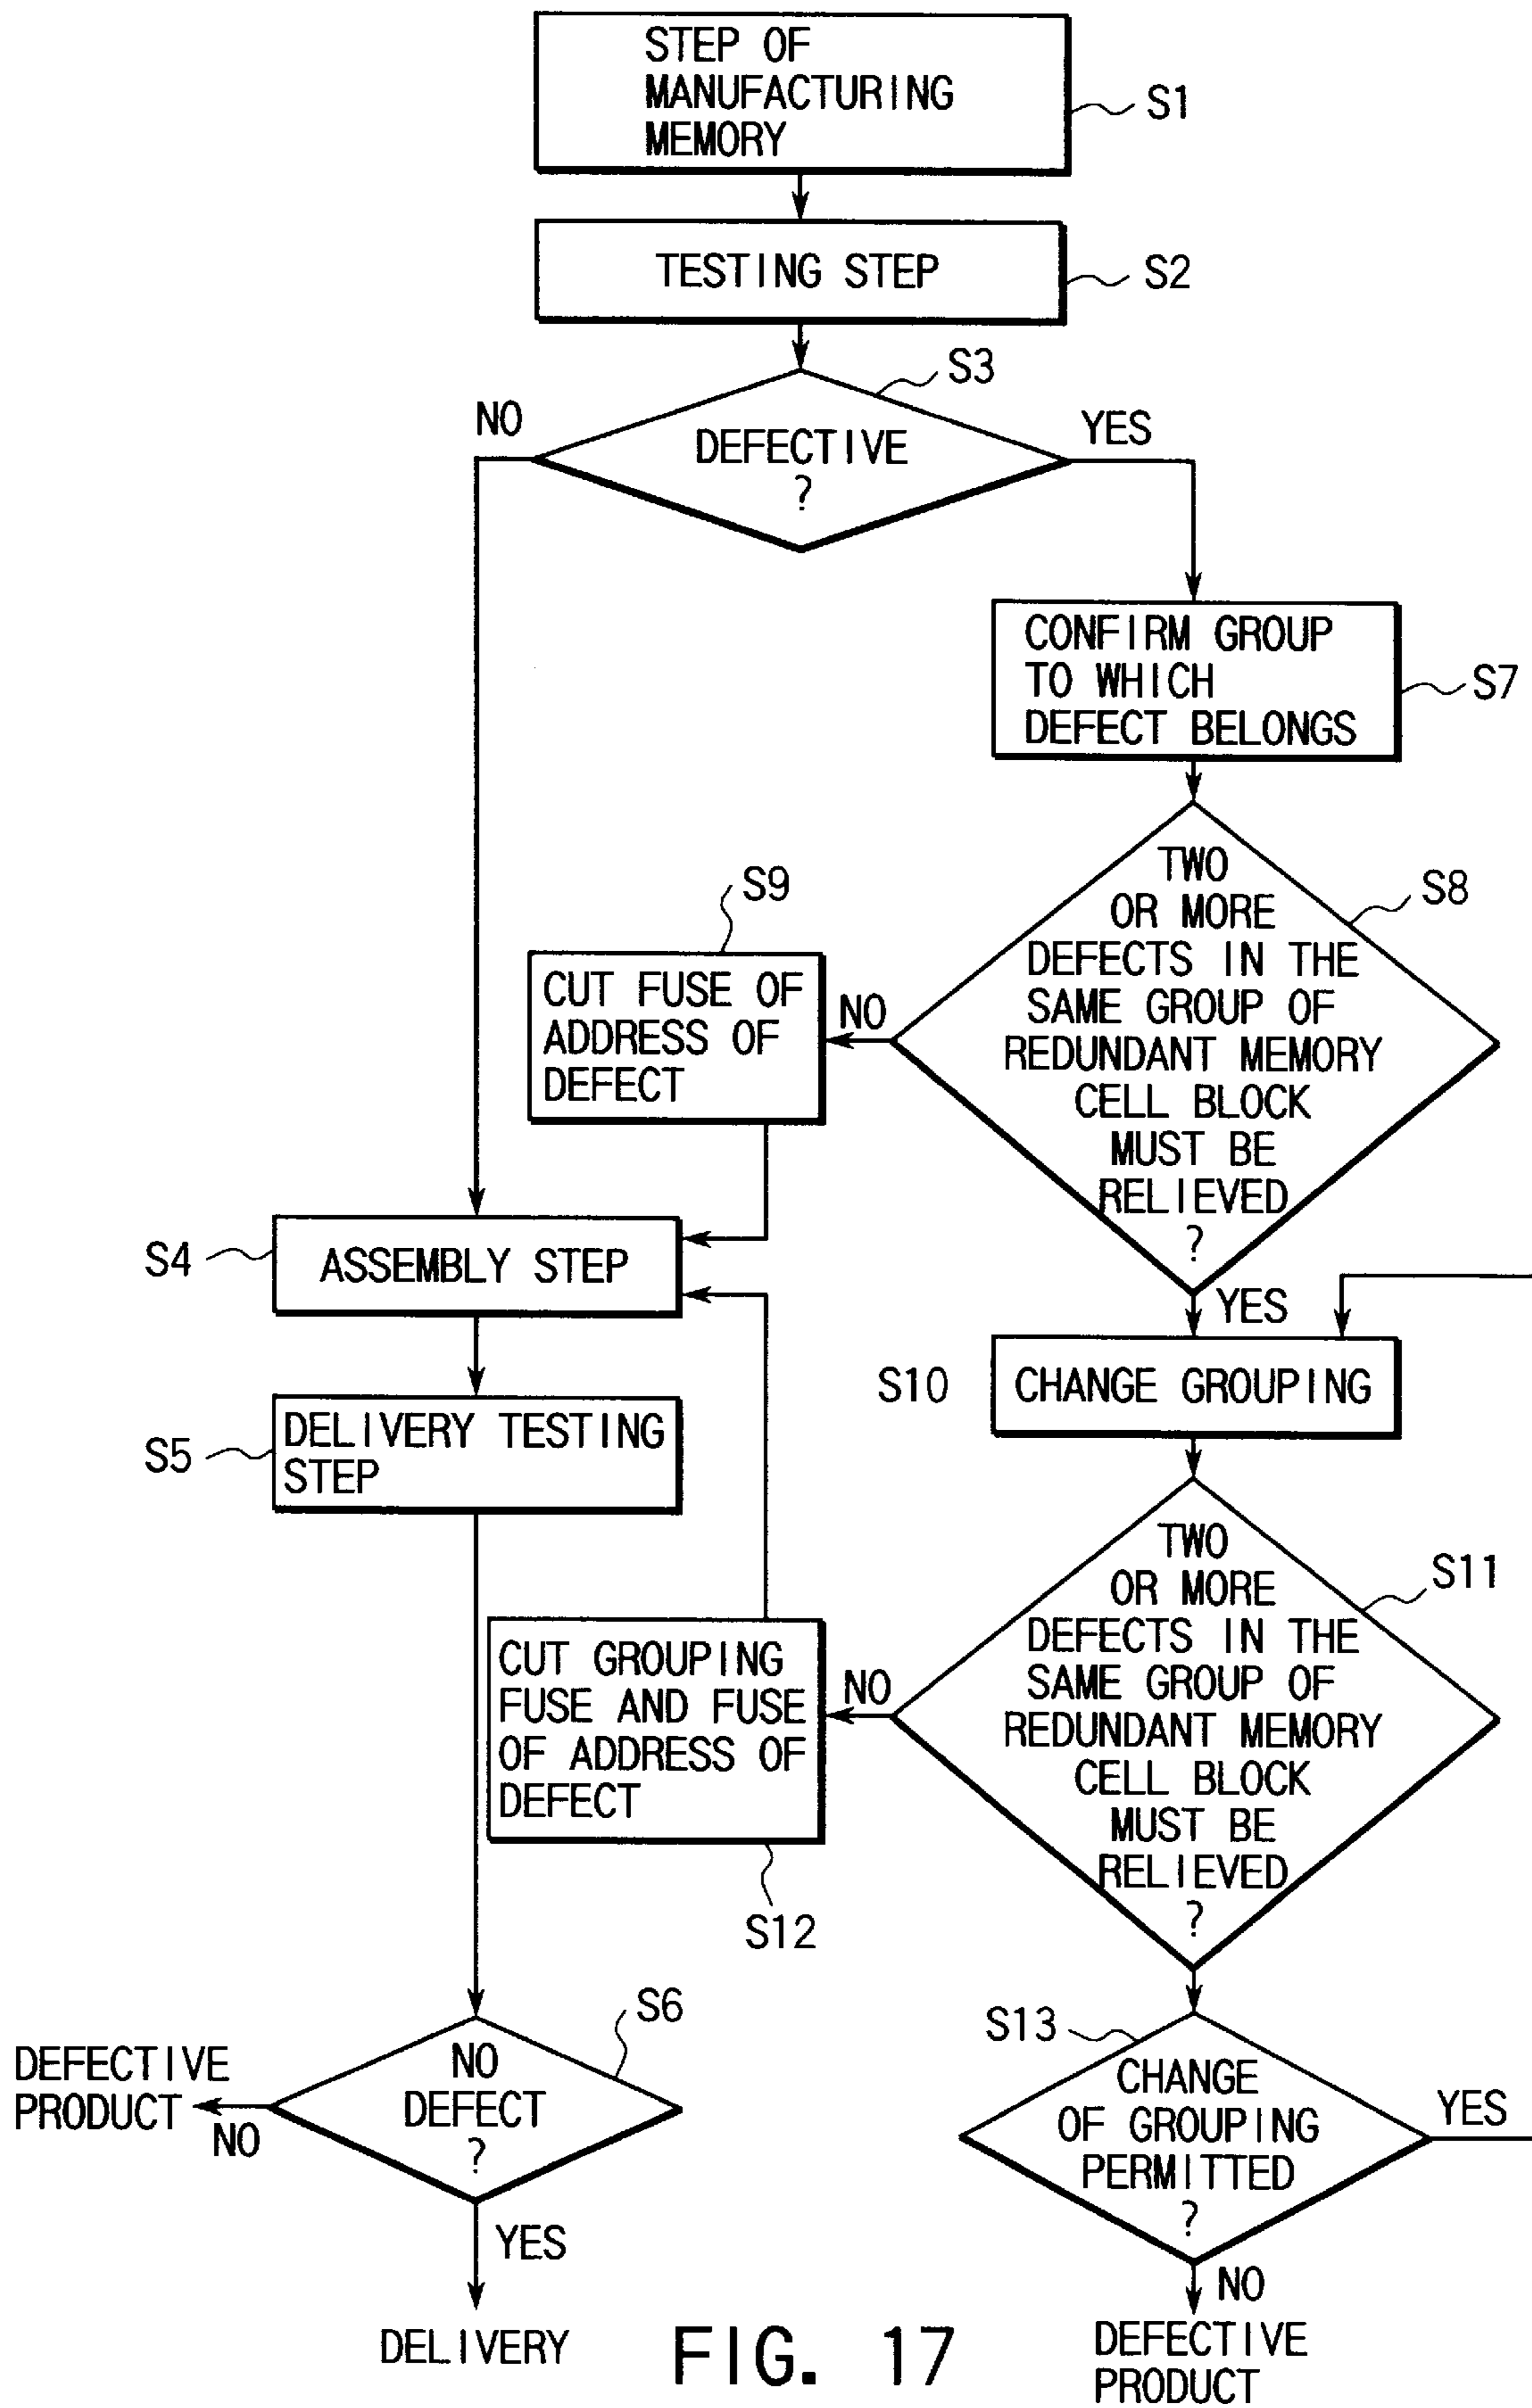 STEP OF
MANUFACTURING
MEMORY
S1
TESTING STEP
S2
S3
NO
DEFECTIVE
?
YES
CONFIRM GROUP
TO WHICH
DEFECT BELONGS
S7
TWO
OR MORE
DEFECTS IN THE
SAME GROUP OF
REDUNDANT MEMORY
CELL BLOCK
MUST BE
RELIEVED
?
S8
NO
YES
S9
CUT FUSE OF
ADDRESS OF
DEFECT
S4
ASSEMBLY STEP
S10
CHANGE GROUPING
S5
DELIVERY TESTING
STEP
TWO
OR MORE
DEFECTS IN THE
SAME GROUP OF
REDUNDANT MEMORY
CELL BLOCK
MUST BE
RELIEVED
?
S11
NO
CUT GROUPING
FUSE AND FUSE
OF ADDRESS OF
DEFECT
S12
S6
NO
DEFECT
?
DEFECTIVE
PRODUCT
NO
YES
DELIVERY
S13
CHANGE
OF GROUPING
PERMITTED
?
YES
NO
DEFECTIVE
PRODUCT
FIG. 17